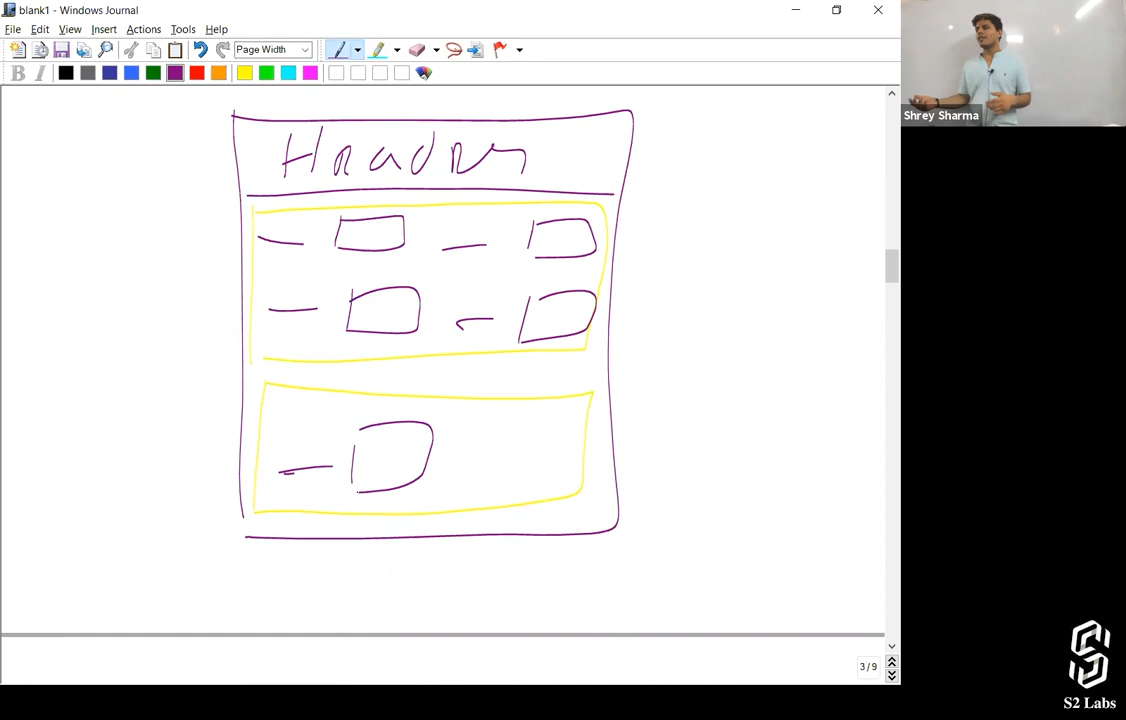 blank1 - Windows Journal
File Edit View Insert Actions Tools Help
Page Width
B I
Shrey Sharma
Header
3 / 9
S2 Labs